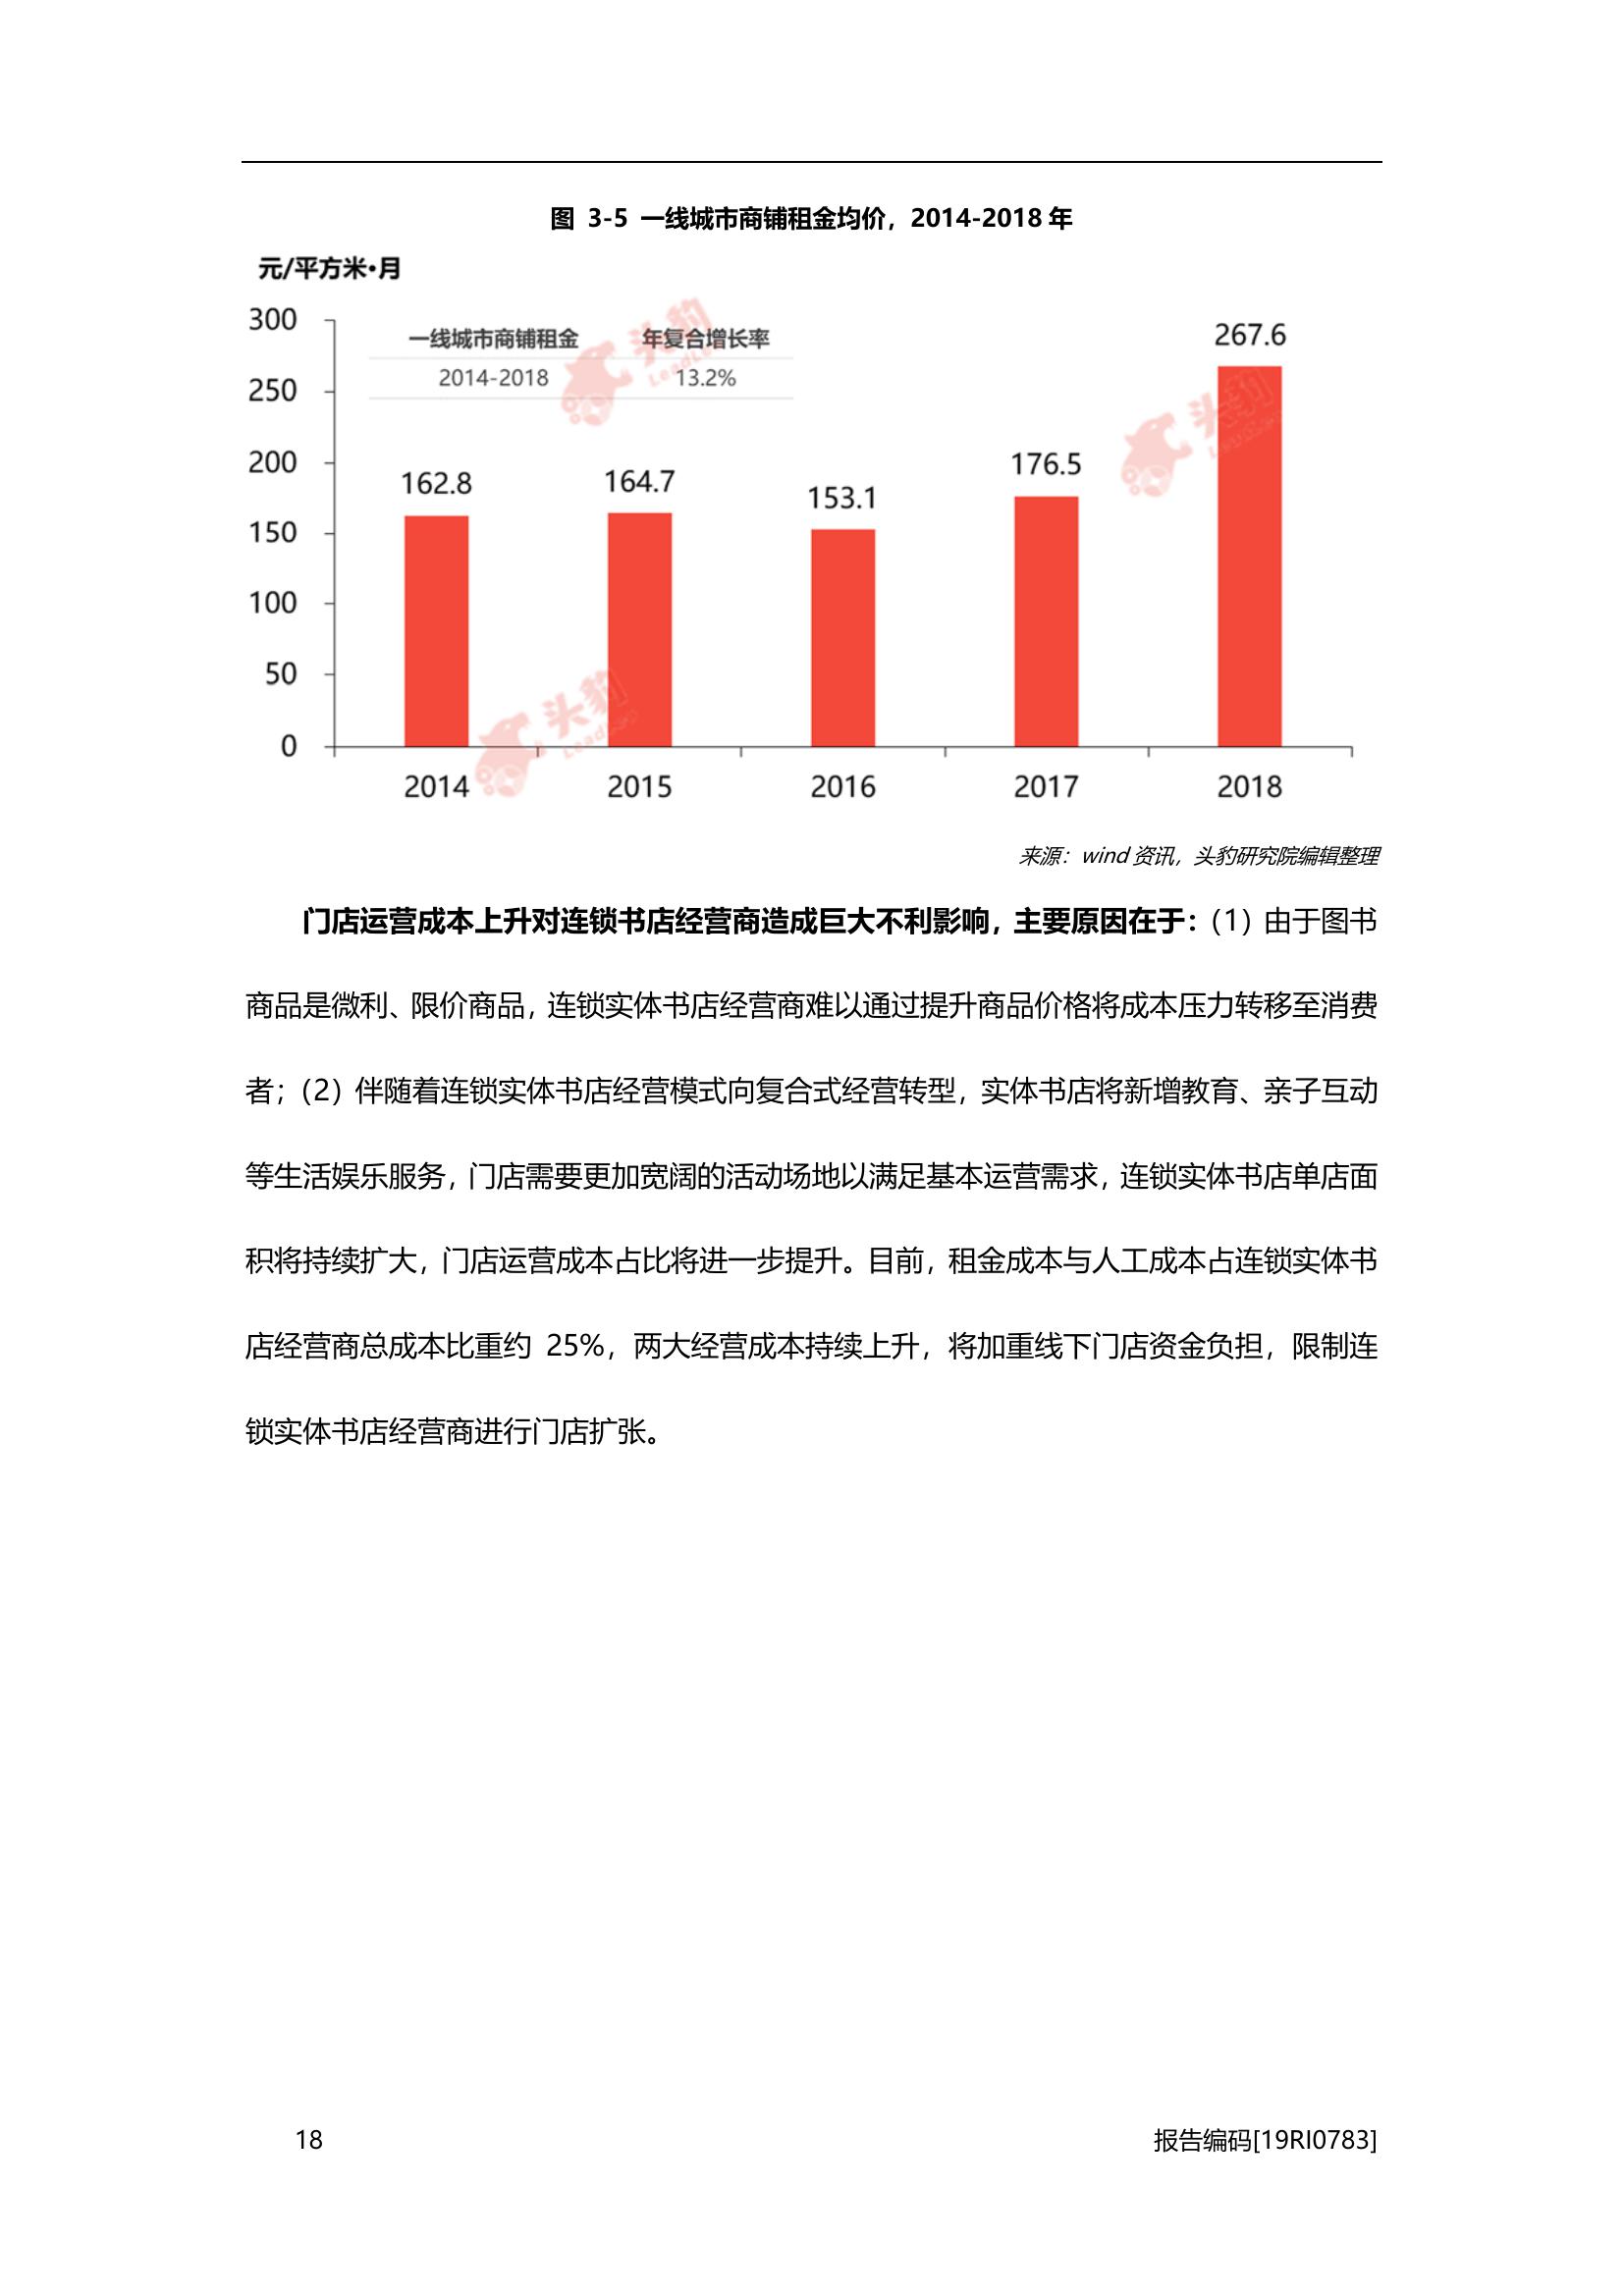 图 3-5 一线城市商铺租金均价，2014-2018 年
元/平方米•月
一线城市商铺租金 年复合增长率
2014-2018 13.2%
300
250
200
150
100
50
0
162.8
164.7
153.1
176.5
267.6
2014 2015 2016 2017 2018
头豹
LeadLeo
头豹
头豹
来源：wind 资讯，头豹研究院编辑整理
门店运营成本上升对连锁书店经营商造成巨大不利影响，主要原因在于：（1）由于图书
商品是微利、限价商品，连锁实体书店经营商难以通过提升商品价格将成本压力转移至消费
者；（2）伴随着连锁实体书店经营模式向复合式经营转型，实体书店将新增教育、亲子互动
等生活娱乐服务，门店需要更加宽阔的活动场地以满足基本运营需求，连锁实体书店单店面
积将持续扩大，门店运营成本占比将进一步提升。目前，租金成本与人工成本占连锁实体书
店经营商总成本比重约 25%，两大经营成本持续上升，将加重线下门店资金负担，限制连
锁实体书店经营商进行门店扩张。
18 报告编码[19RI0783]